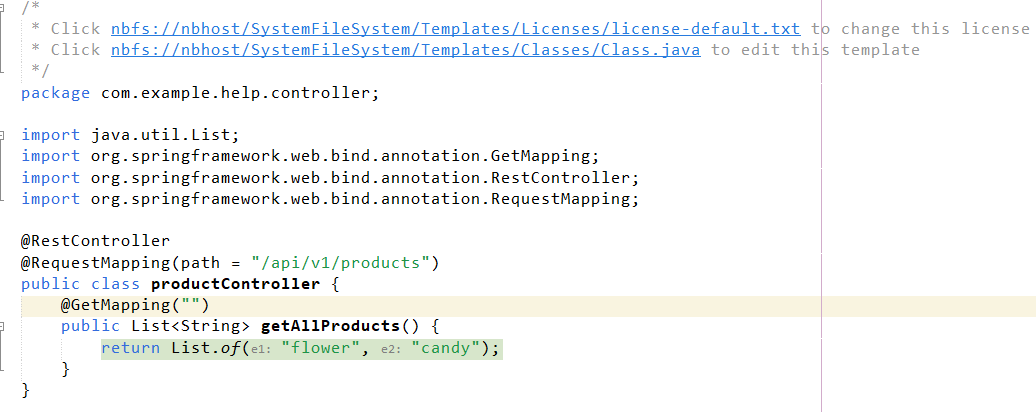 /*
 * Click nbfs://nbhost/SystemFileSystem/Templates/Licenses/license-default.txt to change this license
 * Click nbfs://nbhost/SystemFileSystem/Templates/Classes/Class.java to edit this template
 */
package com.example.help.controller;
import java.util.List;
import org.springframework.web.bind.annotation.GetMapping;
import org.springframework.web.bind.annotation.RestController;
import org.springframework.web.bind.annotation.RequestMapping;
@RestController
@RequestMapping(path = "/api/v1/products")
public class productController {
    @GetMapping("")
    public List<String> getAllProducts() {
        return List.of(e1: "flower", e2: "candy");
    }
}